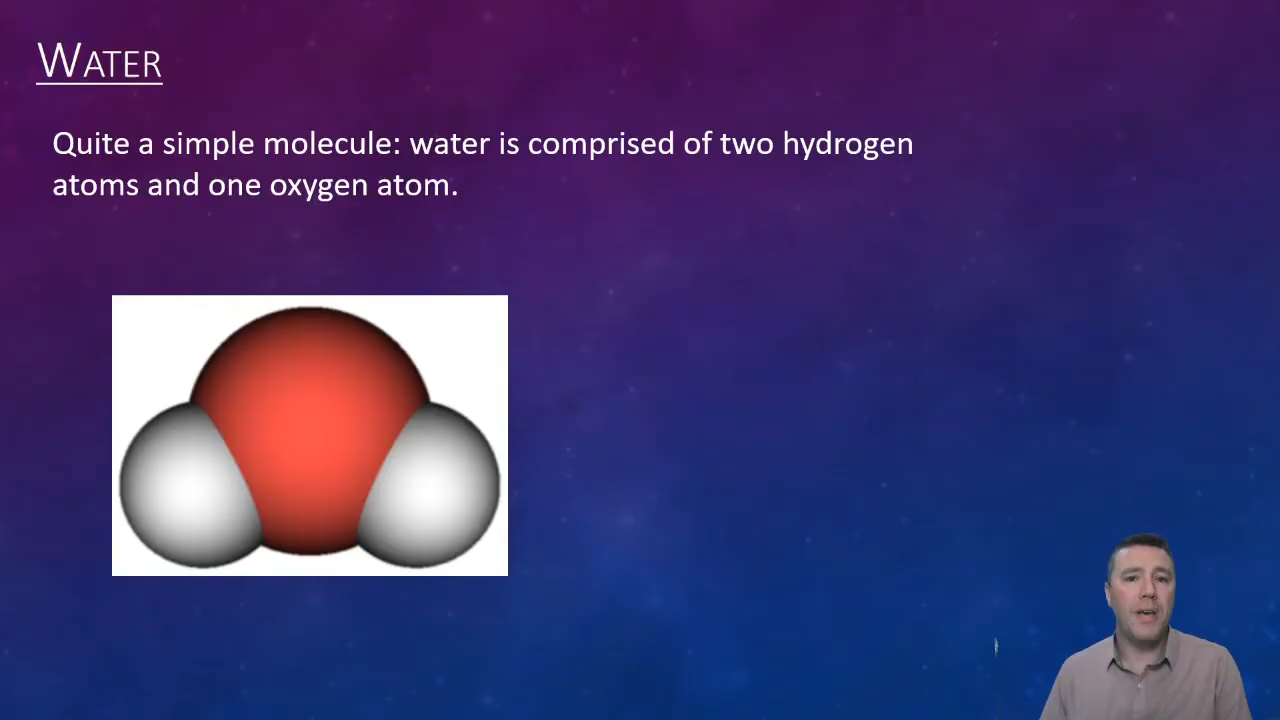 WATER
Quite a simple molecule: water is comprised of two hydrogen
atoms and one oxygen atom.